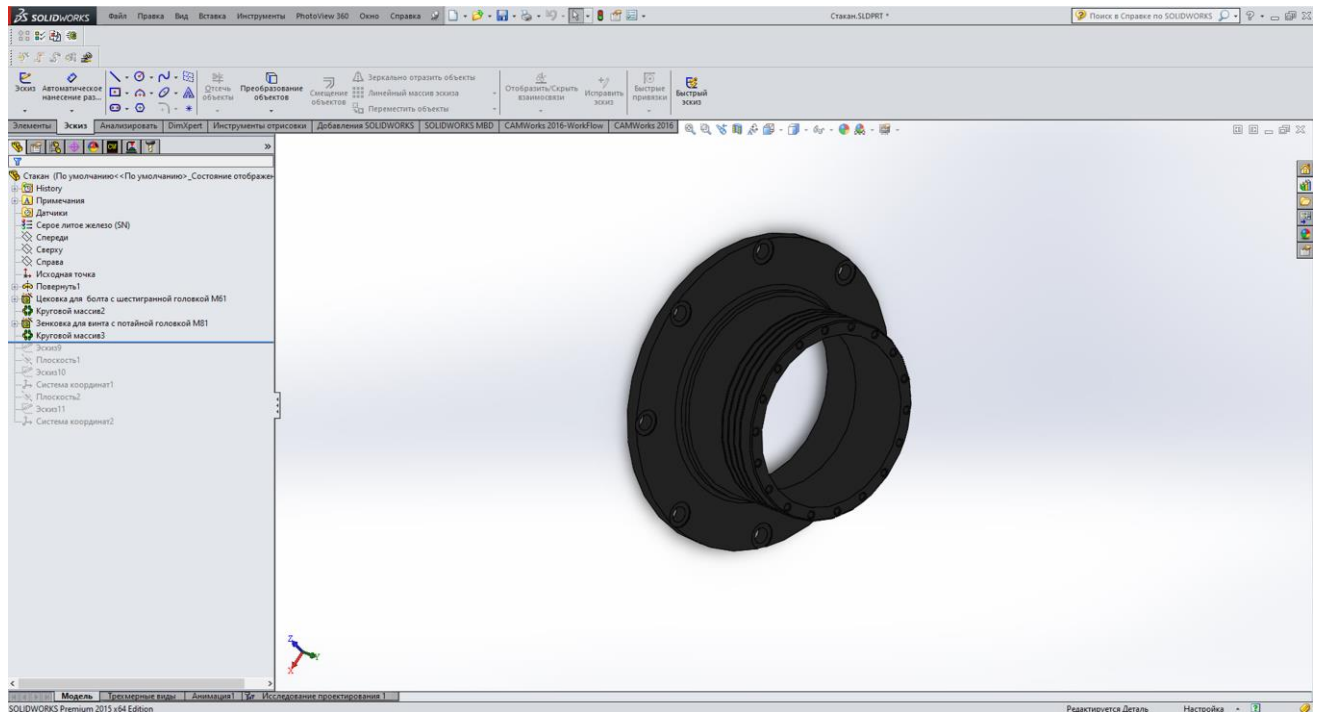 SOLIDWORKS Файл Правка Вид Вставка Инструменты PhotoView 360 Окно Справка Стакан.SLDPRT * Поиск в Справке по SOLIDWORKS
Эскиз Автоматическое нанесение раз... Отсечь объекты Преобразование объектов Смещение объектов Зеркально отразить объекты
Линейный массив эскиза
Переместить объекты
Отобразить/Скрыть взаимосвязи Исправить эскиз Быстрые привязки Быстрый эскиз
Элементы Эскиз Анализировать DimXpert Инструменты отрисовки Добавления SOLIDWORKS SOLIDWORKS MBD CAMWorks 2016-WorkFlow CAMWorks 2016
Стакан (По умолчанию<<По умолчанию>_Состояние отображен
History
Примечания
Датчики
Серое литое железо (SN)
Спереди
Сверху
Справа
Исходная точка
Повернуть1
Цековка для болта с шестигранной головкой M61
Круговой массив2
Зенковка для винта с потайной головкой M81
Круговой массив3
Эскиз9
Плоскость1
Эскиз10
Система координат1
Плоскость2
Эскиз11
Система координат2
Z
Y
X
Модель Трехмерные виды Анимация1 Исследование проектирования 1
SOLIDWORKS Premium 2015 x64 Edition Редактируется Деталь Настройка